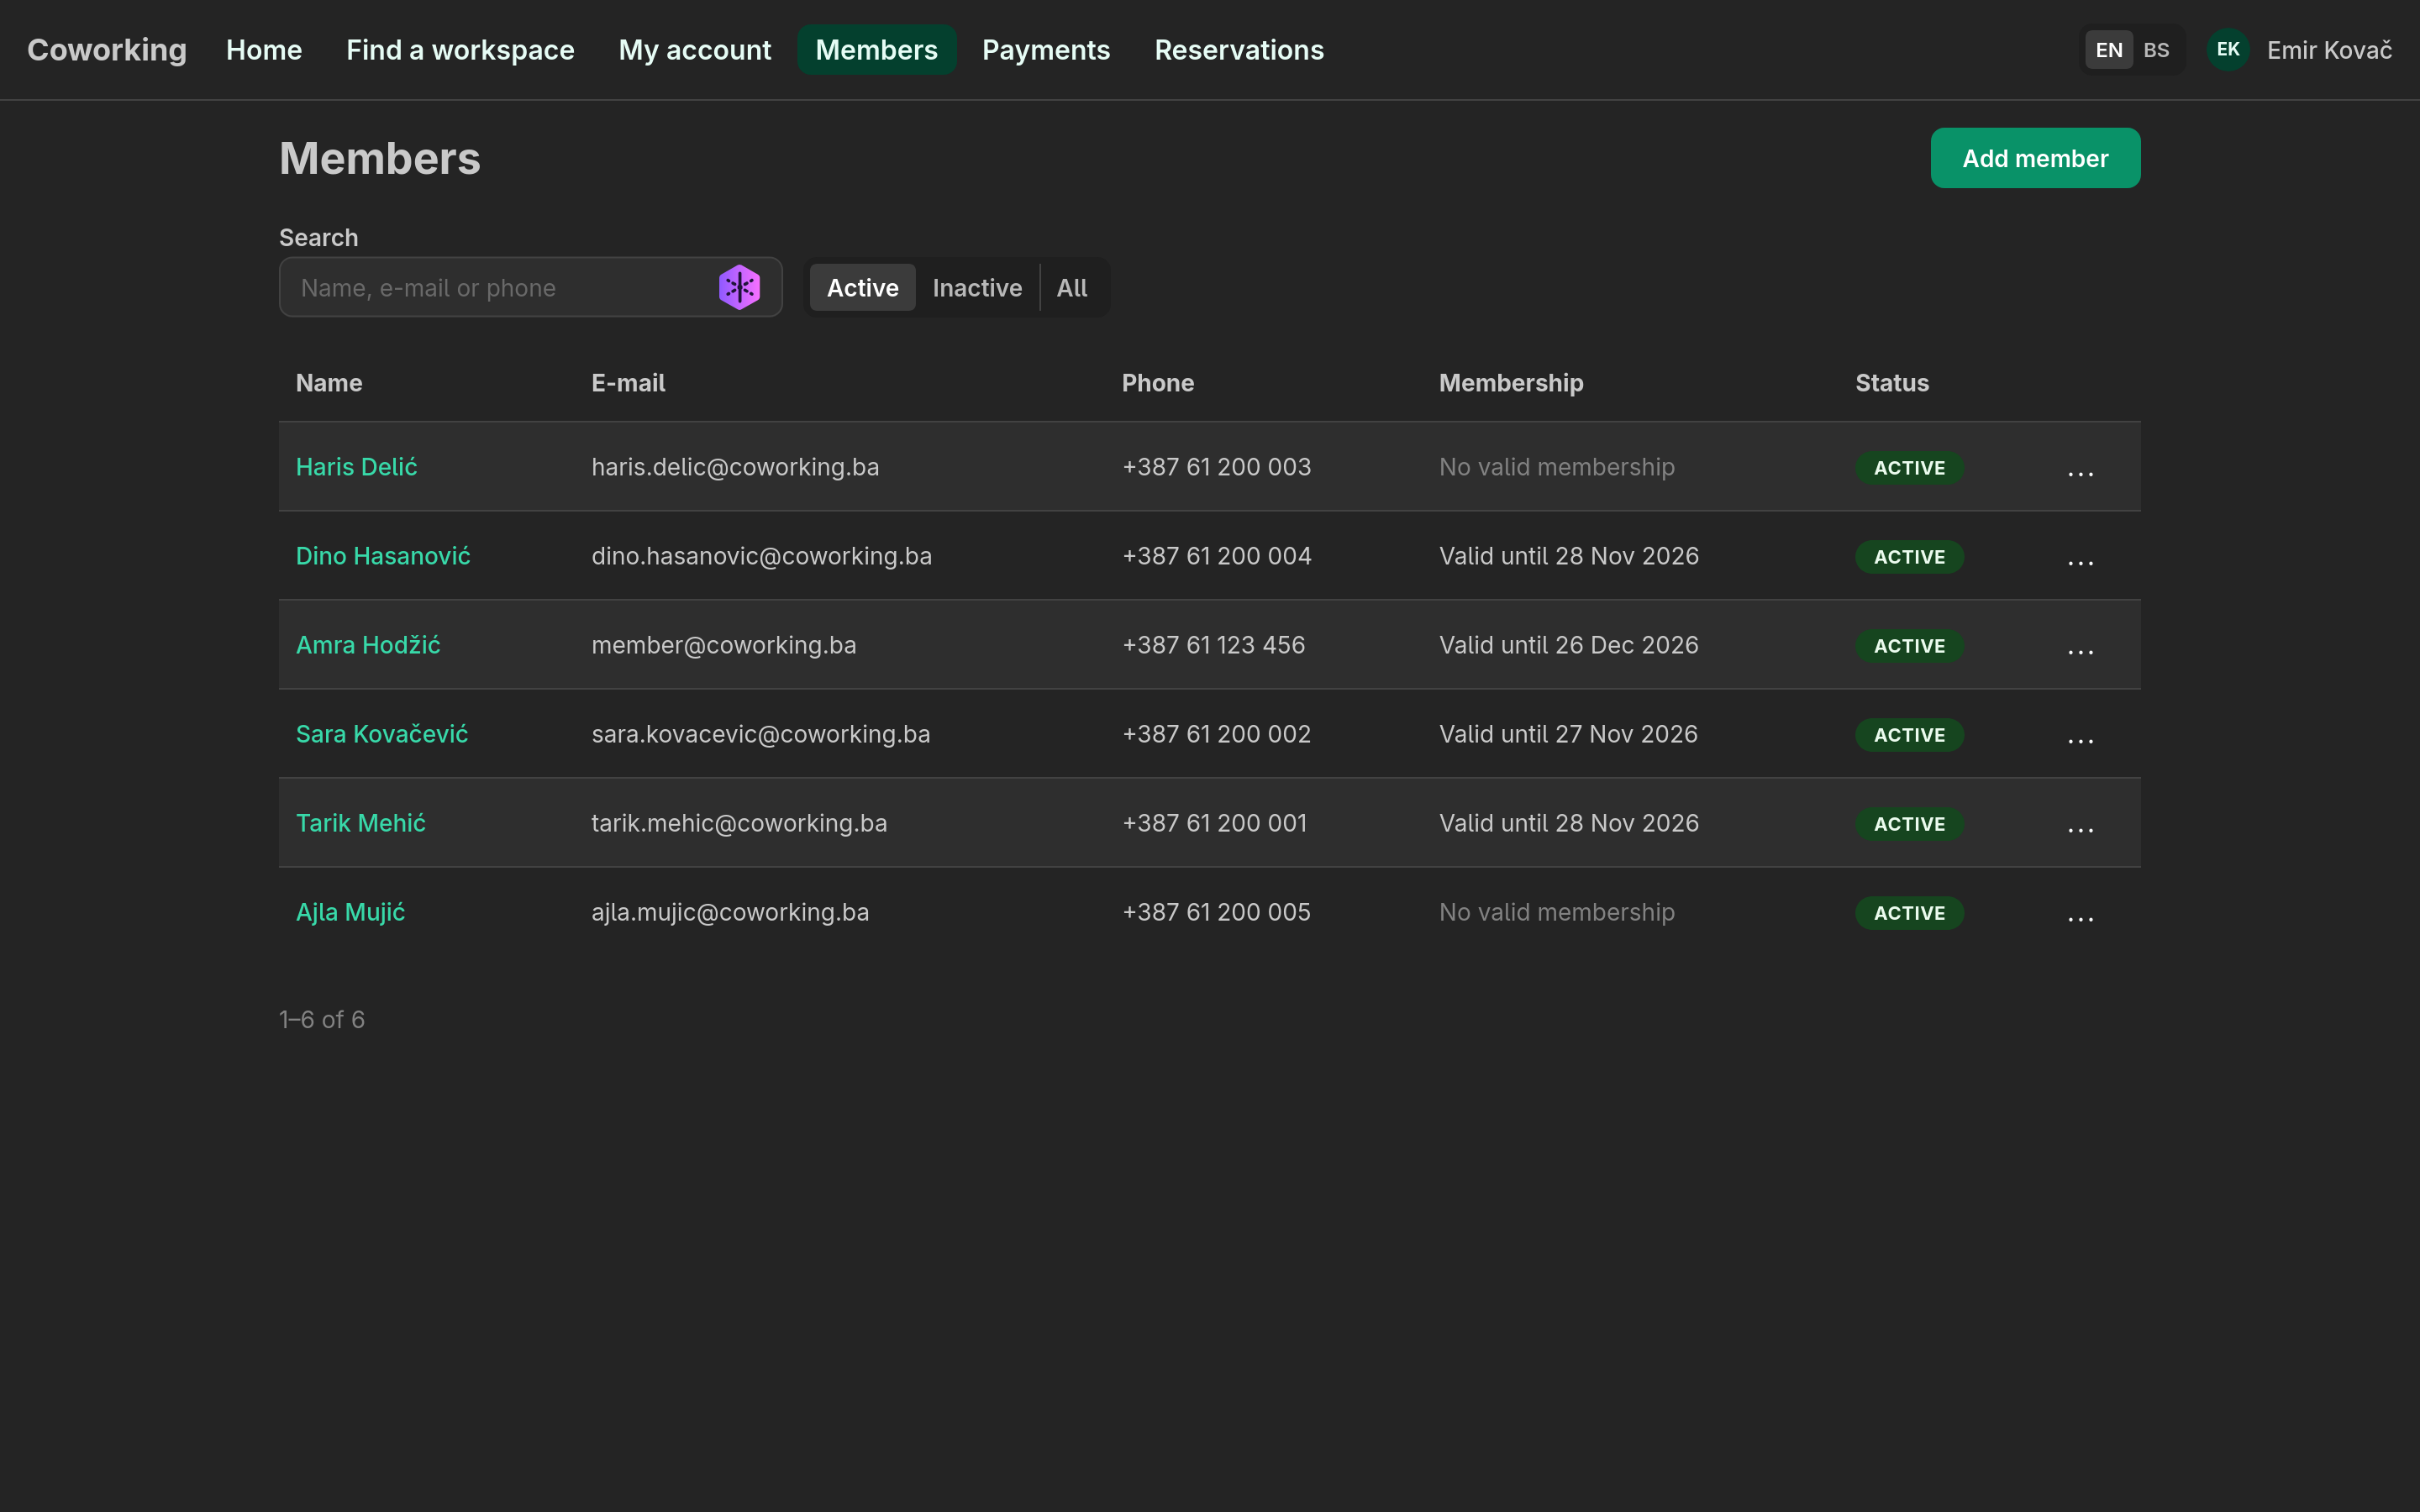 Coworking Home Find a workspace My account Members Payments Reservations EN BS EK Emir Kovač
Members Add member
Search
Name, e-mail or phone Active Inactive All
Name E-mail Phone Membership Status
Haris Delić haris.delic@coworking.ba +387 61 200 003 No valid membership ACTIVE ...
Dino Hasanović dino.hasanovic@coworking.ba +387 61 200 004 Valid until 28 Nov 2026 ACTIVE ...
Amra Hodžić member@coworking.ba +387 61 123 456 Valid until 26 Dec 2026 ACTIVE ...
Sara Kovačević sara.kovacevic@coworking.ba +387 61 200 002 Valid until 27 Nov 2026 ACTIVE ...
Tarik Mehić tarik.mehic@coworking.ba +387 61 200 001 Valid until 28 Nov 2026 ACTIVE ...
Ajla Mujić ajla.mujic@coworking.ba +387 61 200 005 No valid membership ACTIVE ...
1–6 of 6